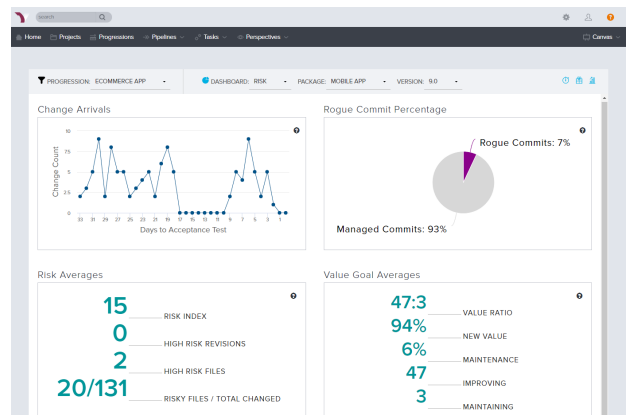 search
Home Projects Progressions Pipelines Tasks Perspectives Canvas
PROGRESSION: ECOMMERCE APP DASHBOARD: RISK PACKAGE: MOBILE APP VERSION: 9.0
Change Arrivals
10
75
5
25
0
Change Count
33 31 29 27 25 23 21 19 17 15 13 11 9 7 5 3 1
Days to Acceptance Test
Rogue Commit Percentage
Rogue Commits: 7%
Managed Commits: 93%
Risk Averages
15 RISK INDEX
0 HIGH RISK REVISIONS
2 HIGH RISK FILES
20/131 RISKY FILES / TOTAL CHANGED
Value Goal Averages
47:3 VALUE RATIO
94% NEW VALUE
6% MAINTENANCE
47 IMPROVING
3 MAINTAINING